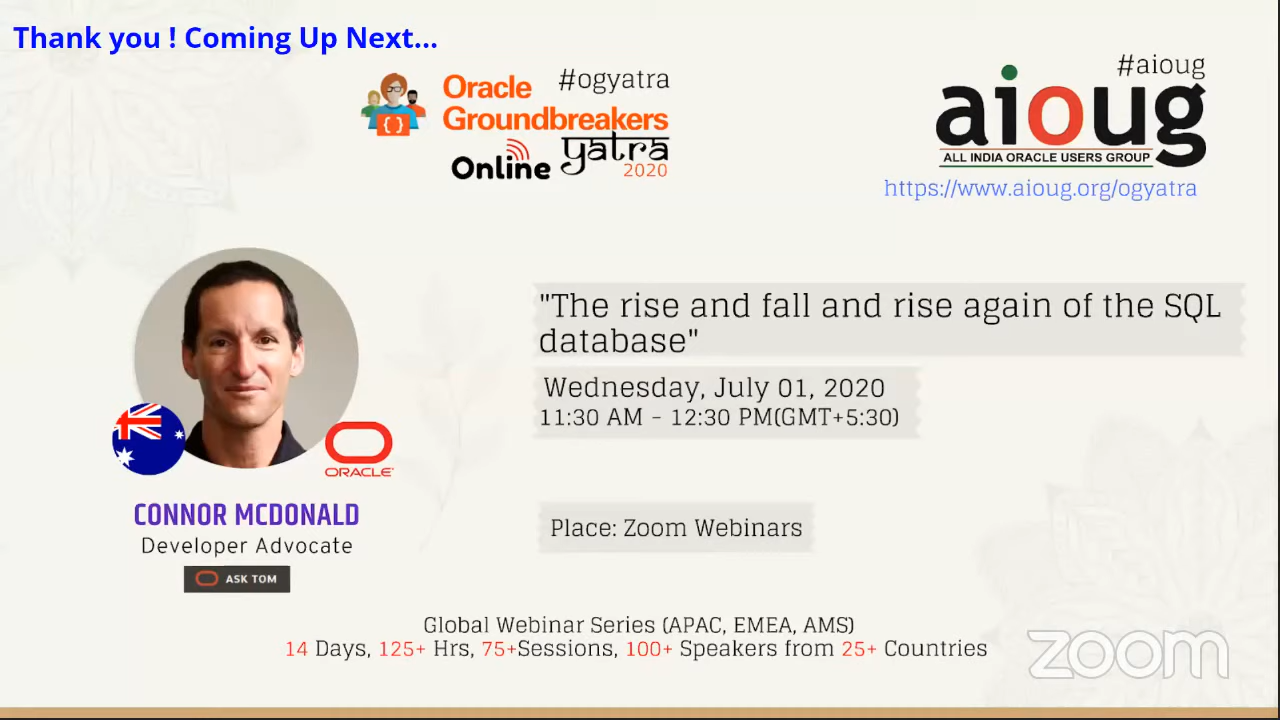 Thank you ! Coming Up Next...
#ogyatra
Oracle
Groundbreakers
Online yatra
2020
#aioug
aioug
ALL INDIA ORACLE USERS GROUP
https://www.aioug.org/ogyatra
"The rise and fall and rise again of the SQL
database"
Wednesday, July 01, 2020
11:30 AM - 12:30 PM(GMT+5:30)
ORACLE
CONNOR MCDONALD
Developer Advocate
ASK TOM
Place: Zoom Webinars
Global Webinar Series (APAC, EMEA, AMS)
14 Days, 125+ Hrs, 75+Sessions, 100+ Speakers from 25+ Countries
zoom